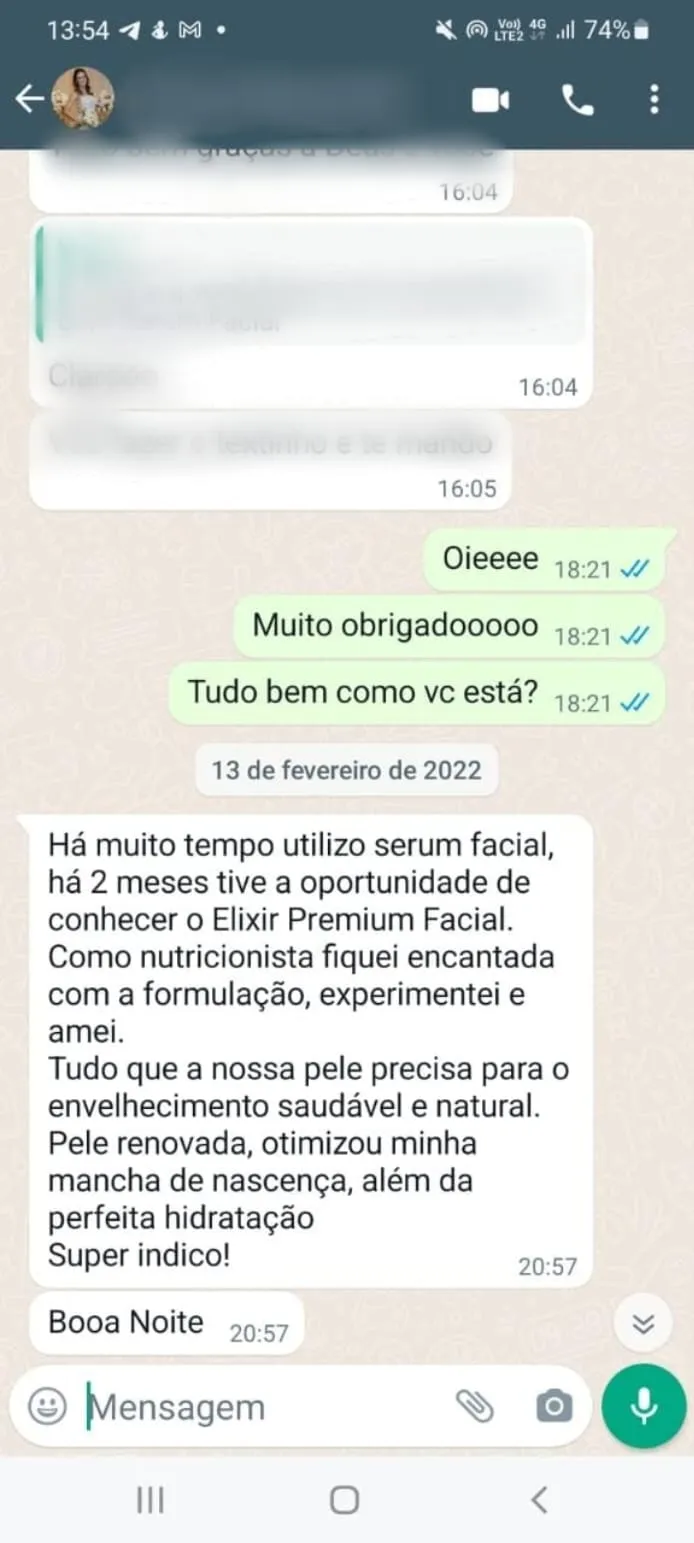 13:54
Vo))
LTE2
4G
74%
16:04
16:04
16:05
Oieeee 18:21
Muito obrigadooooo 18:21
Tudo bem como vc está? 18:21
13 de fevereiro de 2022
Há muito tempo utilizo serum facial,
há 2 meses tive a oportunidade de
conhecer o Elixir Premium Facial.
Como nutricionista fiquei encantada
com a formulação, experimentei e
amei.
Tudo que a nossa pele precisa para o
envelhecimento saudável e natural.
Pele renovada, otimizou minha
mancha de nascença, além da
perfeita hidratação
Super indico!
20:57
Booa Noite 20:57
Mensagem